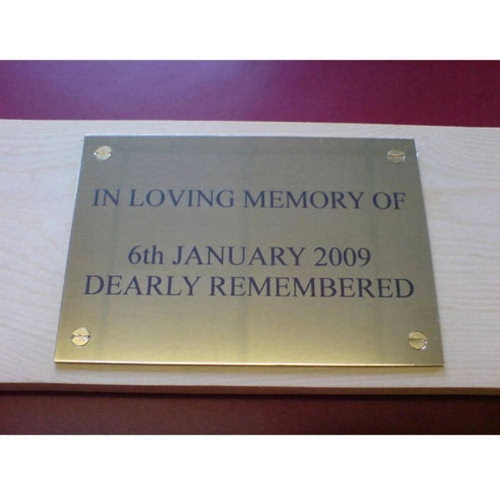 IN LOVING MEMORY OF
6th JANUARY 2009
DEARLY REMEMBERED